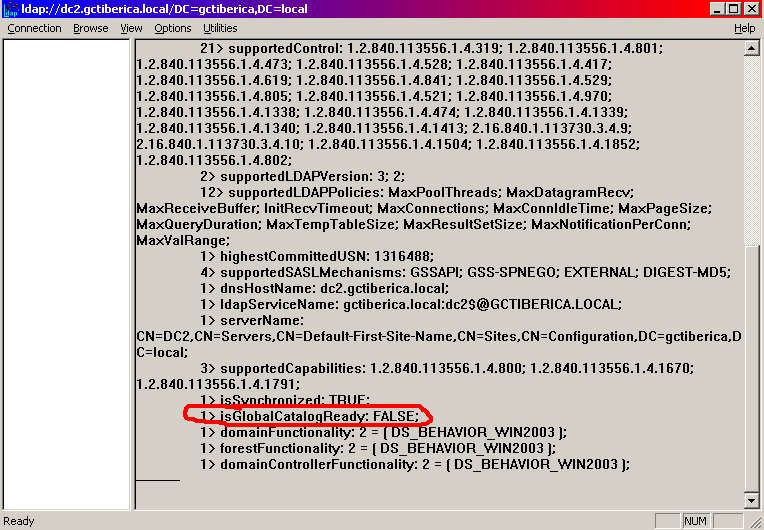 ldap://dc2.gctiberica.local/DC=gctiberica,DC=local
Connection Browse View Options Utilities Help
21> supportedControl: 1.2.840.113556.1.4.319; 1.2.840.113556.1.4.801;
1.2.840.113556.1.4.473; 1.2.840.113556.1.4.528; 1.2.840.113556.1.4.417;
1.2.840.113556.1.4.619; 1.2.840.113556.1.4.841; 1.2.840.113556.1.4.529;
1.2.840.113556.1.4.805; 1.2.840.113556.1.4.521; 1.2.840.113556.1.4.970;
1.2.840.113556.1.4.1338; 1.2.840.113556.1.4.474; 1.2.840.113556.1.4.1339;
1.2.840.113556.1.4.1340; 1.2.840.113556.1.4.1413; 2.16.840.1.113730.3.4.9;
2.16.840.1.113730.3.4.10; 1.2.840.113556.1.4.1504; 1.2.840.113556.1.4.1852;
1.2.840.113556.1.4.802;
2> supportedLDAPVersion: 3; 2;
12> supportedLDAPPolicies: MaxPoolThreads; MaxDatagramRecv;
MaxReceiveBuffer; InitRecvTimeout; MaxConnections; MaxConnIdleTime; MaxPageSize;
MaxQueryDuration; MaxTempTableSize; MaxResultSetSize; MaxNotificationPerConn;
MaxValRange;
1> highestCommittedUSN: 1316488;
4> supportedSASLMechanisms: GSSAPI; GSS-SPNEGO; EXTERNAL; DIGEST-MD5;
1> dnsHostName: dc2.gctiberica.local;
1> ldapServiceName: gctiberica.local:dc2$@GCTIBERICA.LOCAL;
1> serverName:
CN=DC2,CN=Servers,CN=Default-First-Site-Name,CN=Sites,CN=Configuration,DC=gctiberica,D
C=local;
3> supportedCapabilities: 1.2.840.113556.1.4.800; 1.2.840.113556.1.4.1670;
1.2.840.113556.1.4.1791;
1> isSynchronized: TRUE;
1> isGlobalCatalogReady: FALSE;
1> domainFunctionality: 2 = ( DS_BEHAVIOR_WIN2003 );
1> forestFunctionality: 2 = ( DS_BEHAVIOR_WIN2003 );
1> domainControllerFunctionality: 2 = ( DS_BEHAVIOR_WIN2003 );
Ready NUM